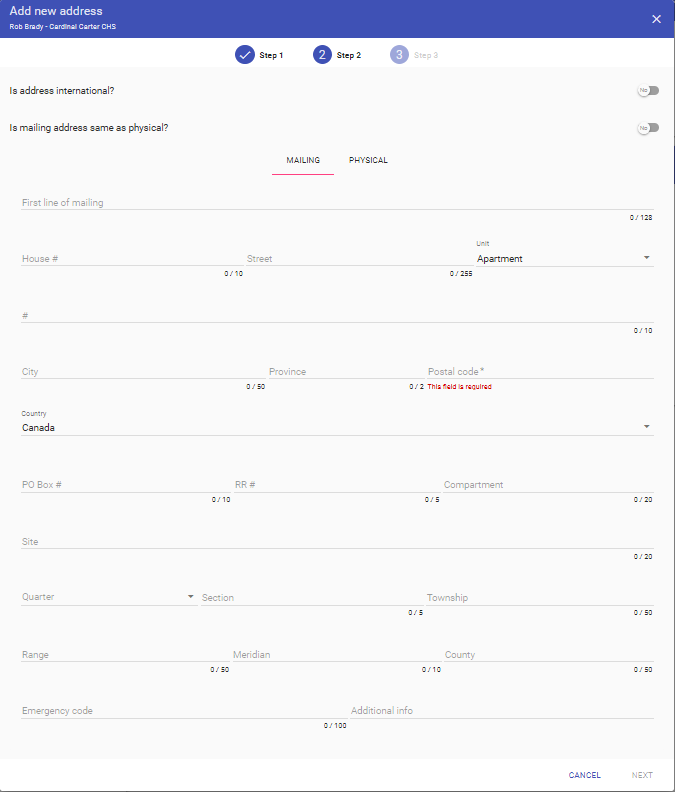 Add new address
Rob Brady - Cardinal Carter CHS
Step 1 2 Step 2 3 Step 3
Is address international? No
Is mailing address same as physical? No
MAILING PHYSICAL
First line of mailing
0 / 128
Unit
House # Street Apartment
0 / 10 0 / 255
#
0 / 10
City Province Postal code *
0 / 50 0 / 2 This field is required
Country
Canada
PO Box # RR # Compartment
0 / 10 0 / 5 0 / 20
Site
0 / 20
Quarter Section Township
0 / 5 0 / 50
Range Meridian County
0 / 50 0 / 10 0 / 50
Emergency code Additional info
0 / 100
CANCEL NEXT